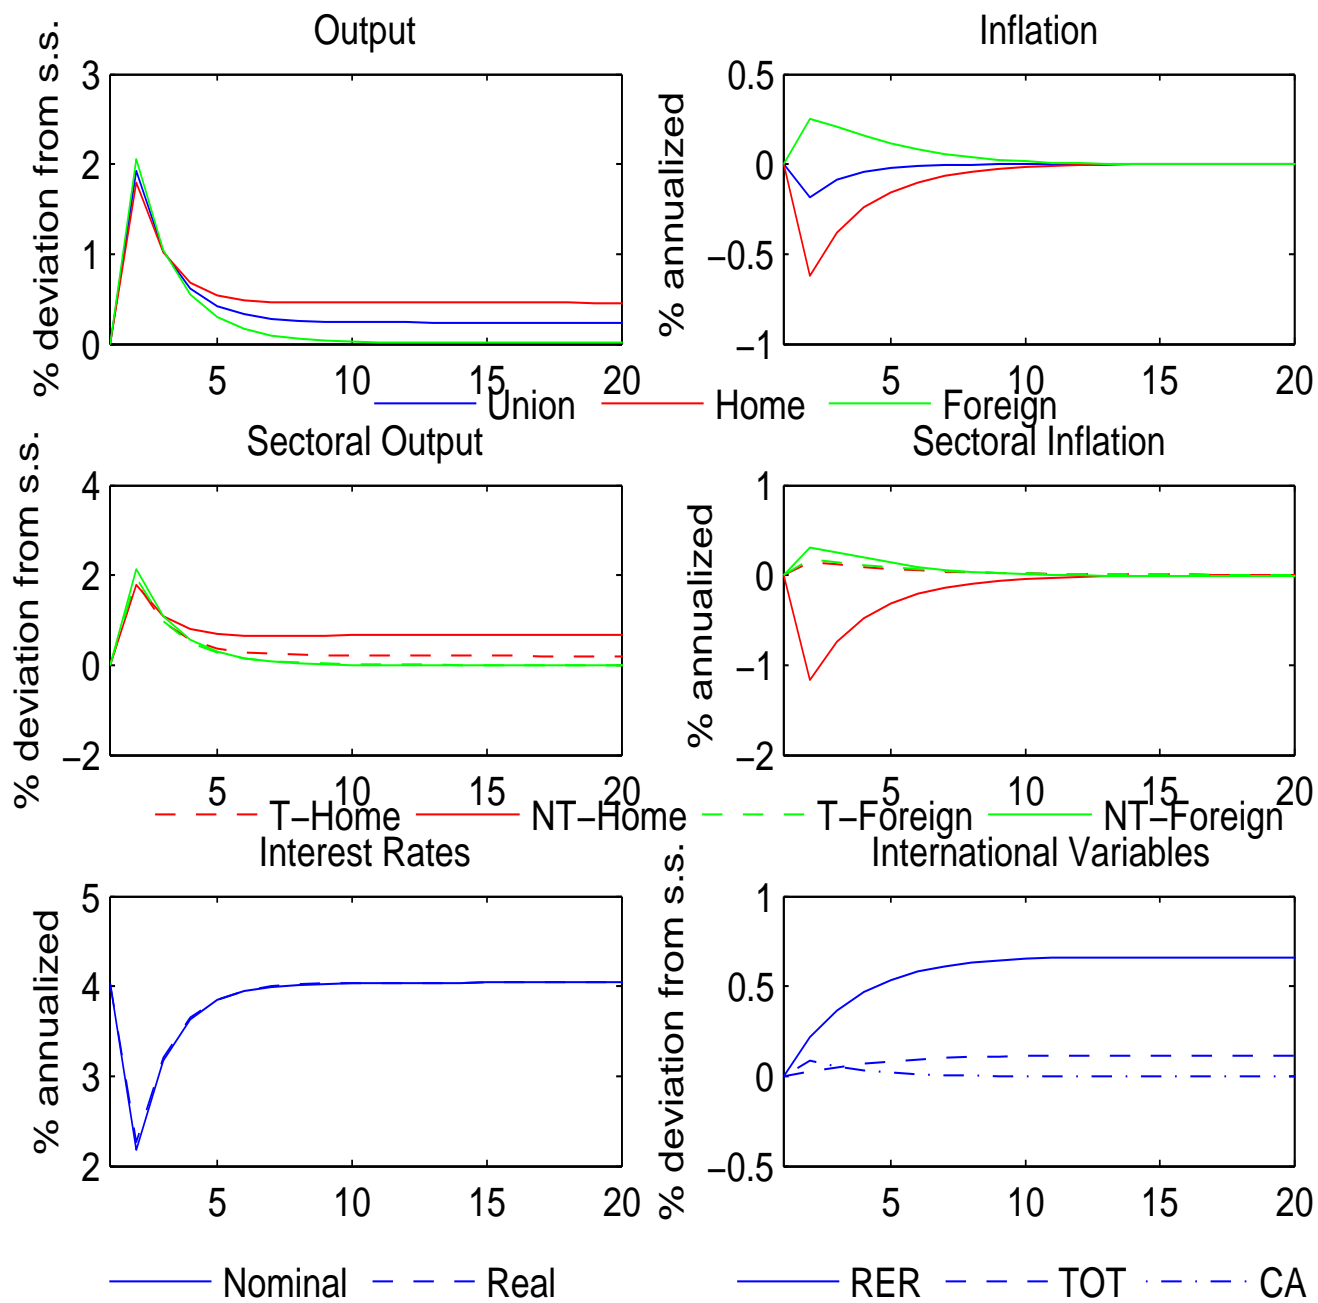 Output
Inflation
% deviation from s.s.
3
2
1
0
5
10
15
20
% annualized
0.5
0
−0.5
−1
5
10
15
20
Union
Home
Foreign
Sectoral Output
Sectoral Inflation
% deviation from s.s.
4
2
0
−2
5
10
15
20
% annualized
1
0
−1
−2
5
10
15
20
T−Home
NT−Home
T−Foreign
NT−Foreign
Interest Rates
International Variables
% annualized
5
4
3
2
5
10
15
20
% deviation from s.s.
1
0.5
0
−0.5
5
10
15
20
Nominal
Real
RER
TOT
CA